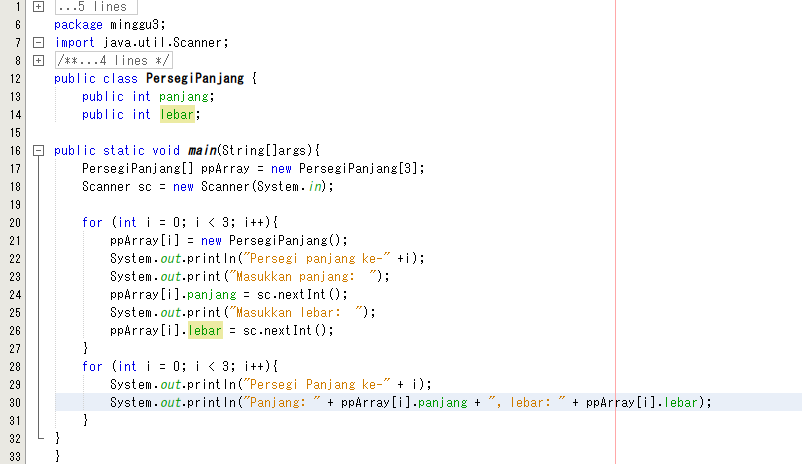 1 ...5 lines
6 package minggu3;
7 import java.util.Scanner;
8 /**...4 lines */
12 public class PersegiPanjang {
13     public int panjang;
14     public int lebar;
15
16 public static void main(String[]args){
17     PersegiPanjang[] ppArray = new PersegiPanjang[3];
18     Scanner sc = new Scanner(System.in);
19
20     for (int i = 0; i < 3; i++){
21         ppArray[i] = new PersegiPanjang();
22         System.out.println("Persegi panjang ke-" +i);
23         System.out.print("Masukkan panjang:  ");
24         ppArray[i].panjang = sc.nextInt();
25         System.out.print("Masukkan lebar:  ");
26         ppArray[i].lebar = sc.nextInt();
27     }
28     for (int i = 0; i < 3; i++){
29         System.out.println("Persegi Panjang ke-" + i);
30         System.out.println("Panjang: " + ppArray[i].panjang + ", lebar: " + ppArray[i].lebar);
31     }
32 }
33 }